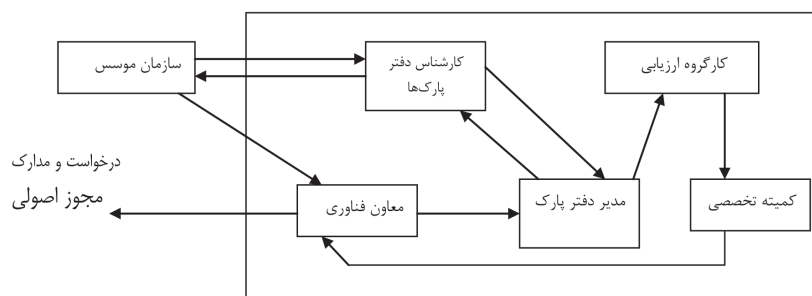 سازمان موسس
کارشناس دفتر
پارک‌ها
کارگروه ارزیابی
درخواست و مدارک
مجوز اصولی
معاون فناوری
مدیر دفتر پارک
کمیته تخصصی